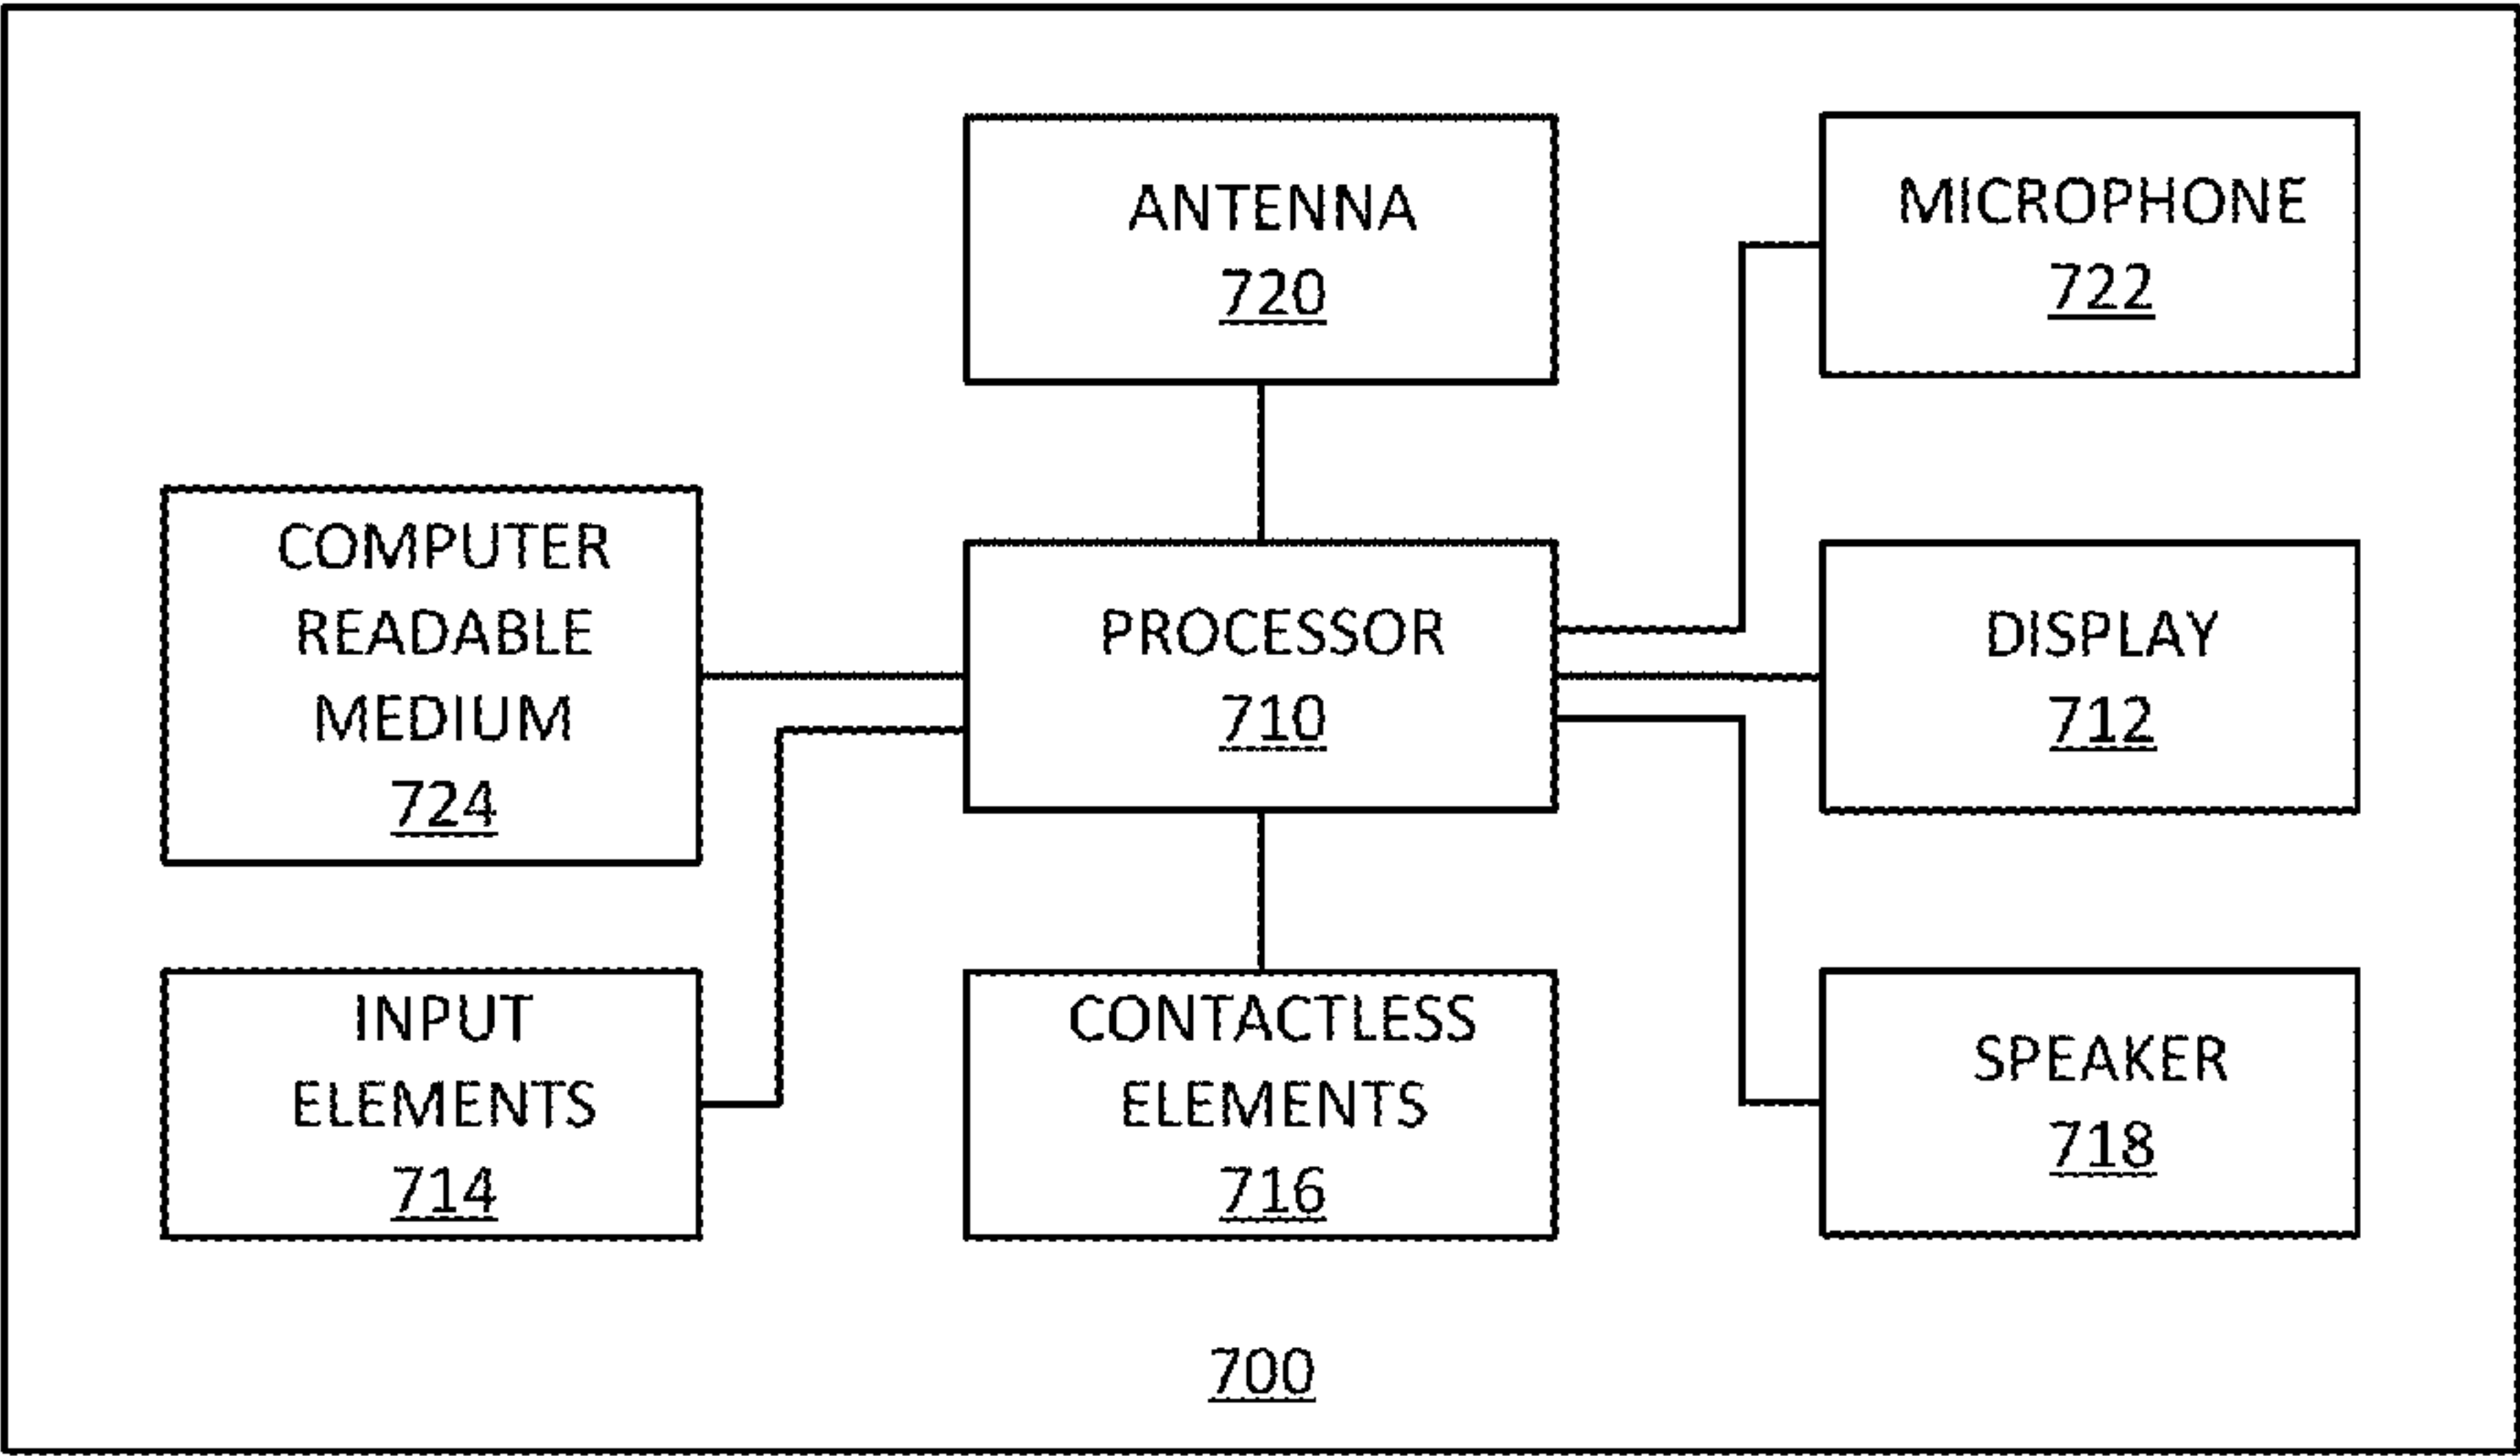 ANTENNA
720
MICROPHONE
722
COMPUTER
READABLE
MEDIUM
724
PROCESSOR
710
DISPLAY
712
INPUT
ELEMENTS
714
CONTACTLESS
ELEMENTS
716
SPEAKER
718
700